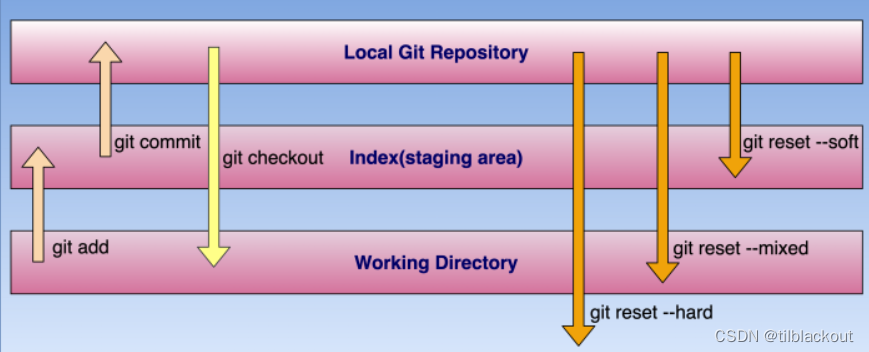 Local Git Repository
git commit
git reset --soft
git checkout
Index(staging area)
git add
Working Directory
git reset --mixed
git reset --hard
CSDN @tilblackout